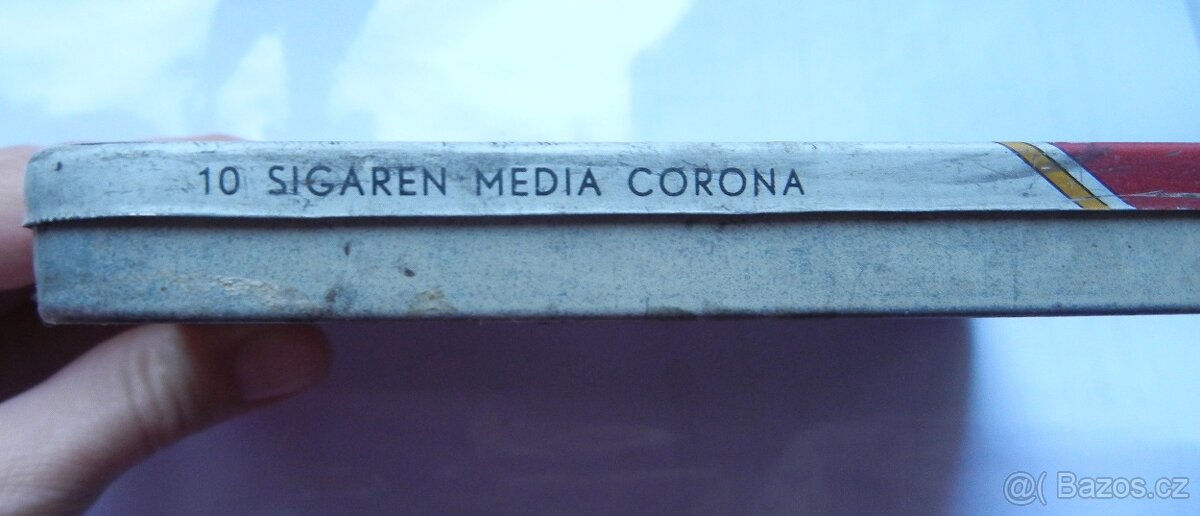 10 SIGAREN MEDIA CORONA
@( Bazos.cz